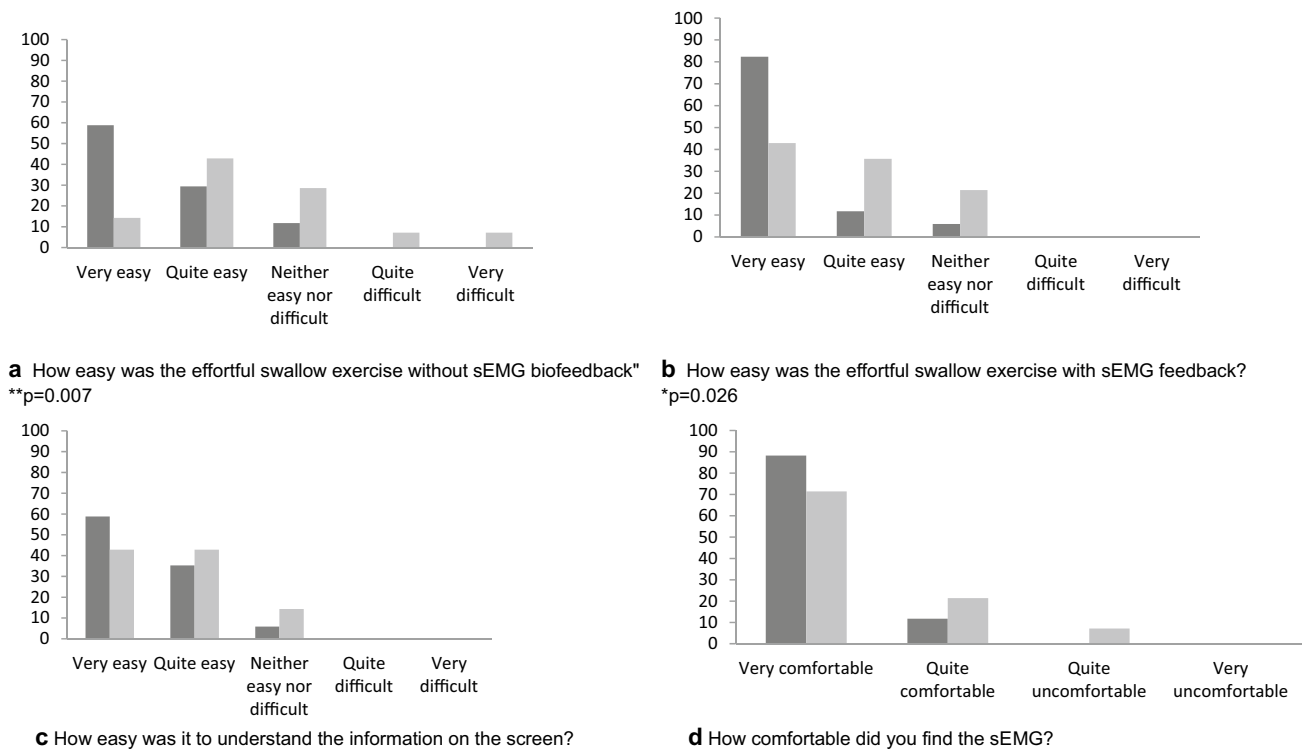 100
90
80
70
60
50
40
30
20
10
0
Very easy
Quite easy
Neither
easy nor
difficult
Quite
difficult
Very
difficult
a How easy was the effortful swallow exercise without sEMG biofeedback"
**p=0.007
100
90
80
70
60
50
40
30
20
10
0
Very easy
Quite easy
Neither
easy nor
difficult
Quite
difficult
Very
difficult
b How easy was the effortful swallow exercise with sEMG feedback?
*p=0.026
100
90
80
70
60
50
40
30
20
10
0
Very easy
Quite easy
Neither
easy nor
difficult
Quite
difficult
Very
difficult
c How easy was it to understand the information on the screen?
100
90
80
70
60
50
40
30
20
10
0
Very comfortable
Quite
comfortable
Quite
uncomfortable
Very
uncomfortable
d How comfortable did you find the sEMG?